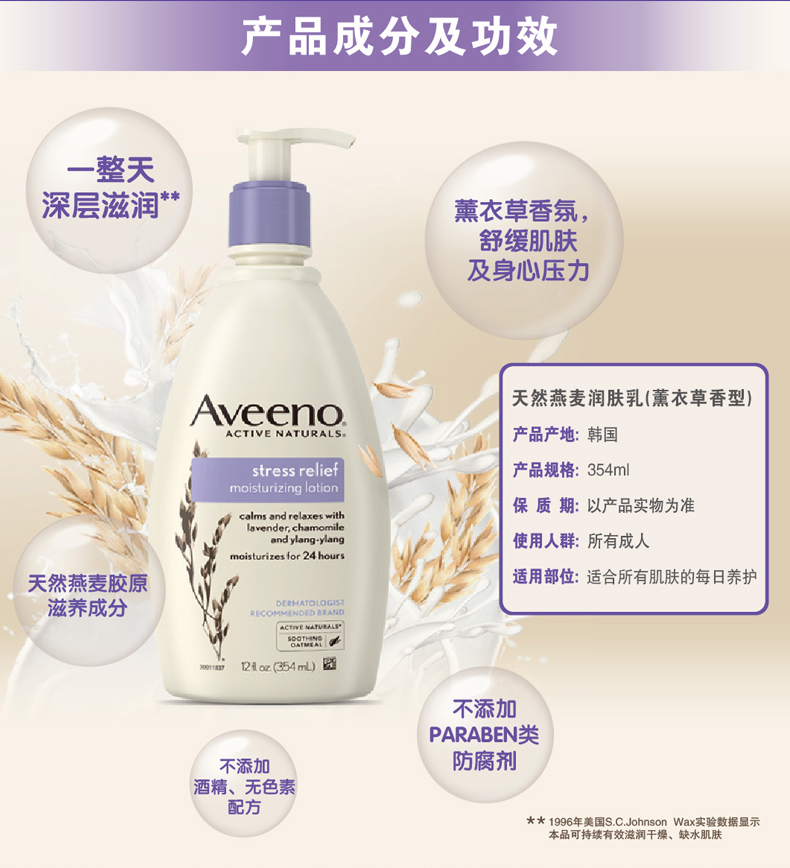 产品成分及功效
一整天
深层滋润**
薰衣草香氛，
舒缓肌肤
及身心压力
Aveeno®
ACTIVE NATURALS®
stress relief
moisturizing lotion
calms and relaxes with
lavender, chamomile
and ylang-ylang
moisturizes for 24 hours
DERMATOLOGIST
RECOMMENDED BRAND
ACTIVE NATURALS®
SOOTHING
OATMEAL
12 fl. oz. (354 mL)
天然燕麦润肤乳(薰衣草香型)
产品产地: 韩国
产品规格: 354ml
保 质 期: 以产品实物为准
使用人群: 所有成人
适用部位: 适合所有肌肤的每日养护
天然燕麦胶原
滋养成分
不添加
酒精、无色素
配方
不添加
PARABEN类
防腐剂
** 1996年美国S.C.Johnson Wax实验数据显示
本品可持续有效滋润干燥、缺水肌肤